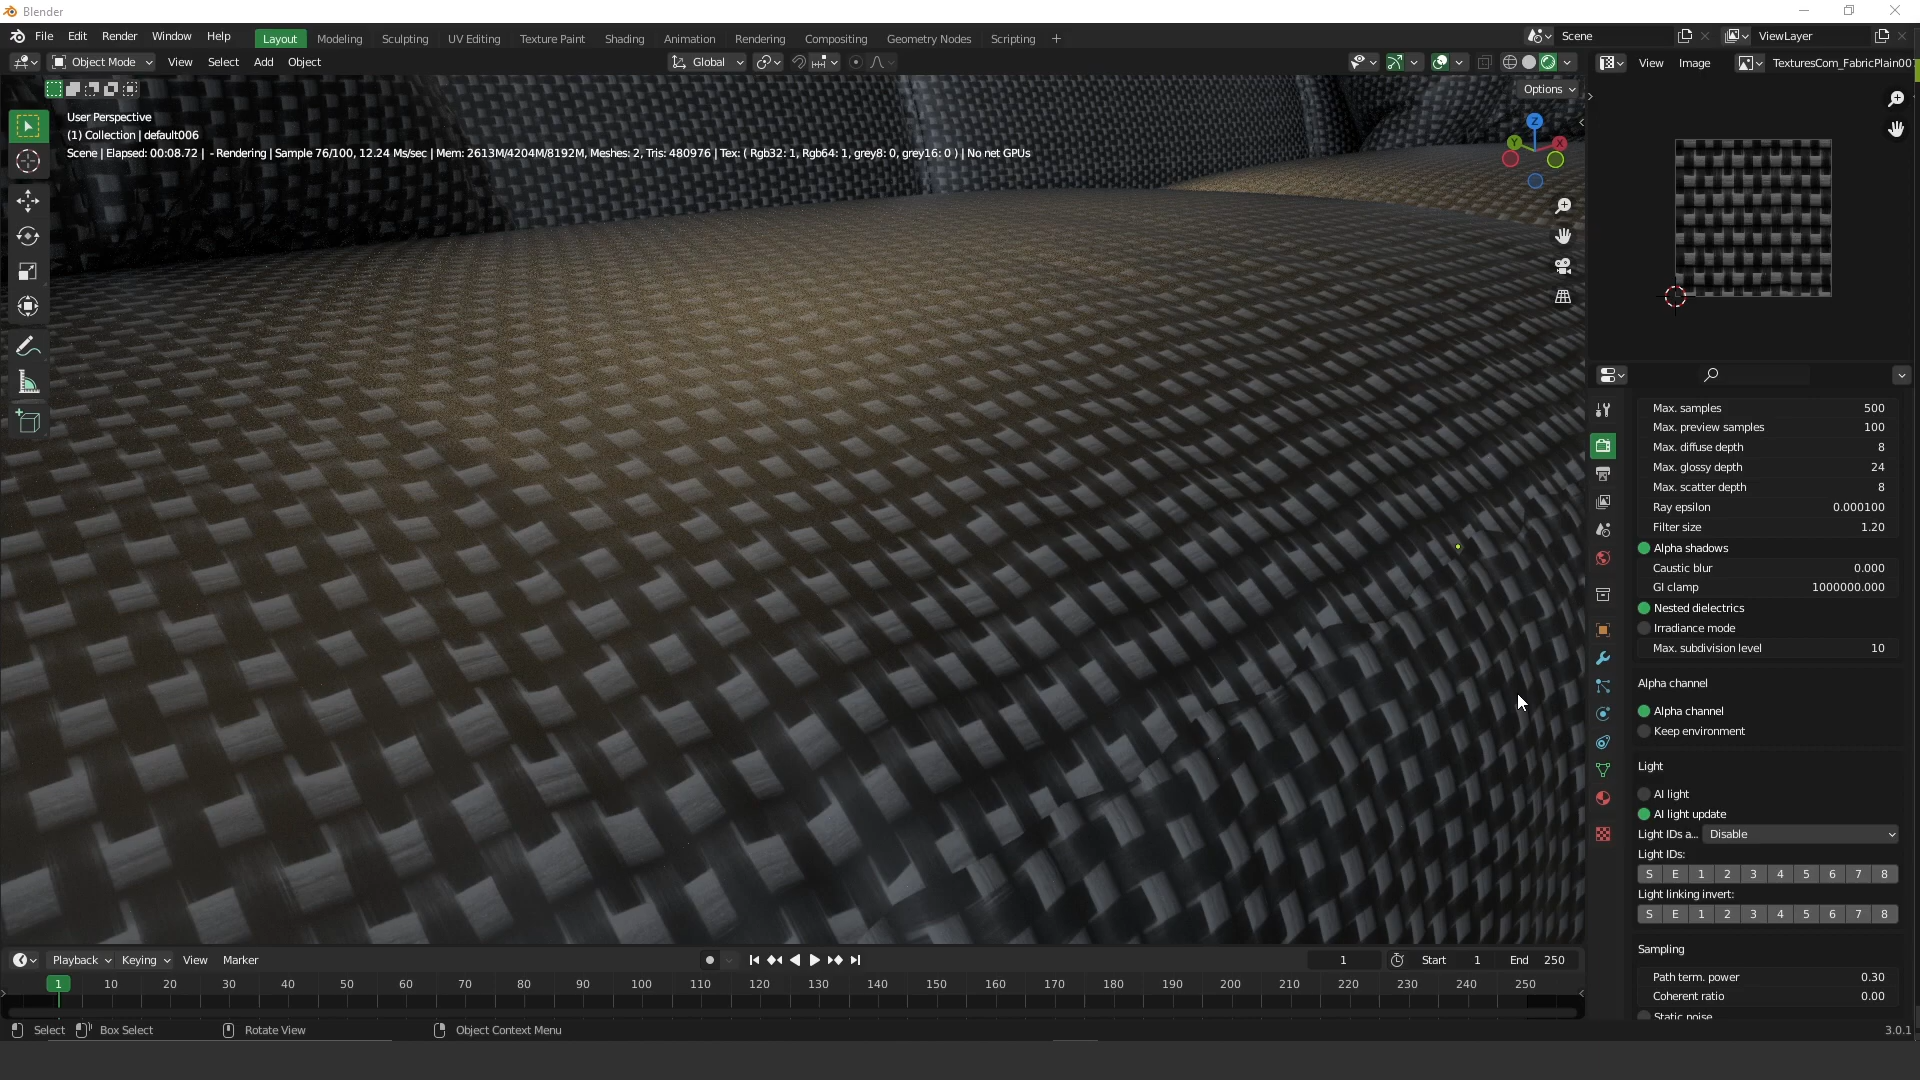 Blender
File Edit Render Window Help
Layout Modeling Sculpting UV Editing Texture Paint Shading Animation Rendering Compositing Geometry Nodes Scripting +
Scene
ViewLayer
Object Mode View Select Add Object
Global
View Image TexturesCom_FabricPlain00
Options
User Perspective
(1) Collection | default006
Scene | Elapsed: 00:08.72 | - Rendering | Sample 76/100, 12.24 Ms/sec | Mem: 2613M/4204M/8192M, Meshes: 2, Tris: 480976 | Tex: ( Rgb32: 1, Rgb64: 1, grey8: 0, grey16: 0 ) | No net GPUs
Z
Y X
Max. samples 500
Max. preview samples 100
Max. diffuse depth 8
Max. glossy depth 24
Max. scatter depth 8
Ray epsilon 0.000100
Filter size 1.20
Alpha shadows
Caustic blur 0.000
GI clamp 1000000.000
Nested dielectrics
Irradiance mode
Max. subdivision level 10
Alpha channel
Alpha channel
Keep environment
Light
AI light
AI light update
Light IDs a... Disable
Light IDs:
S E 1 2 3 4 5 6 7 8
Light linking invert:
S E 1 2 3 4 5 6 7 8
Sampling
Path term. power 0.30
Coherent ratio 0.00
Static noise
Playback Keying View Marker
1 Start 1 End 250
1 10 20 30 40 50 60 70 80 90 100 110 120 130 140 150 160 170 180 190 200 210 220 230 240 250
Select Box Select Rotate View Object Context Menu
3.0.1